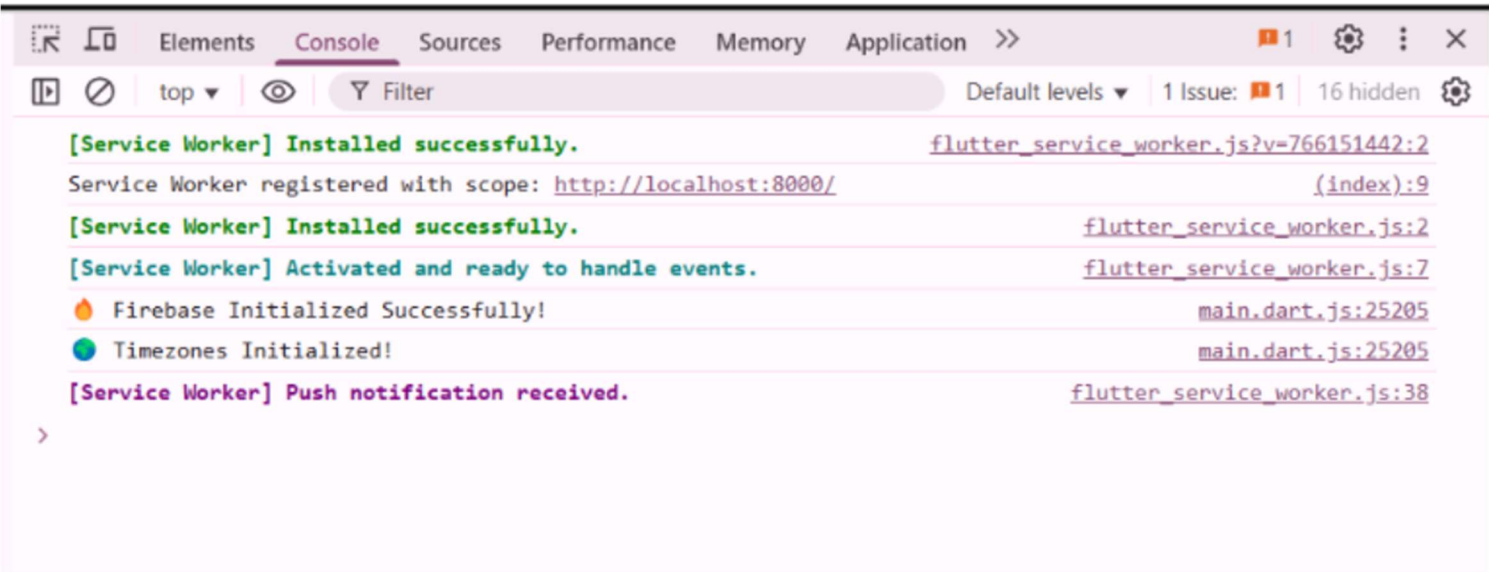 Elements Console Sources Performance Memory Application 1
top Filter Default levels 1 Issue: 1 16 hidden
[Service Worker] Installed successfully. flutter_service_worker.js?v=766151442:2
Service Worker registered with scope: http://localhost:8000/ (index):9
[Service Worker] Installed successfully. flutter_service_worker.js:2
[Service Worker] Activated and ready to handle events. flutter_service_worker.js:7
🔥 Firebase Initialized Successfully! main.dart.js:25205
🌍 Timezones Initialized! main.dart.js:25205
[Service Worker] Push notification received. flutter_service_worker.js:38